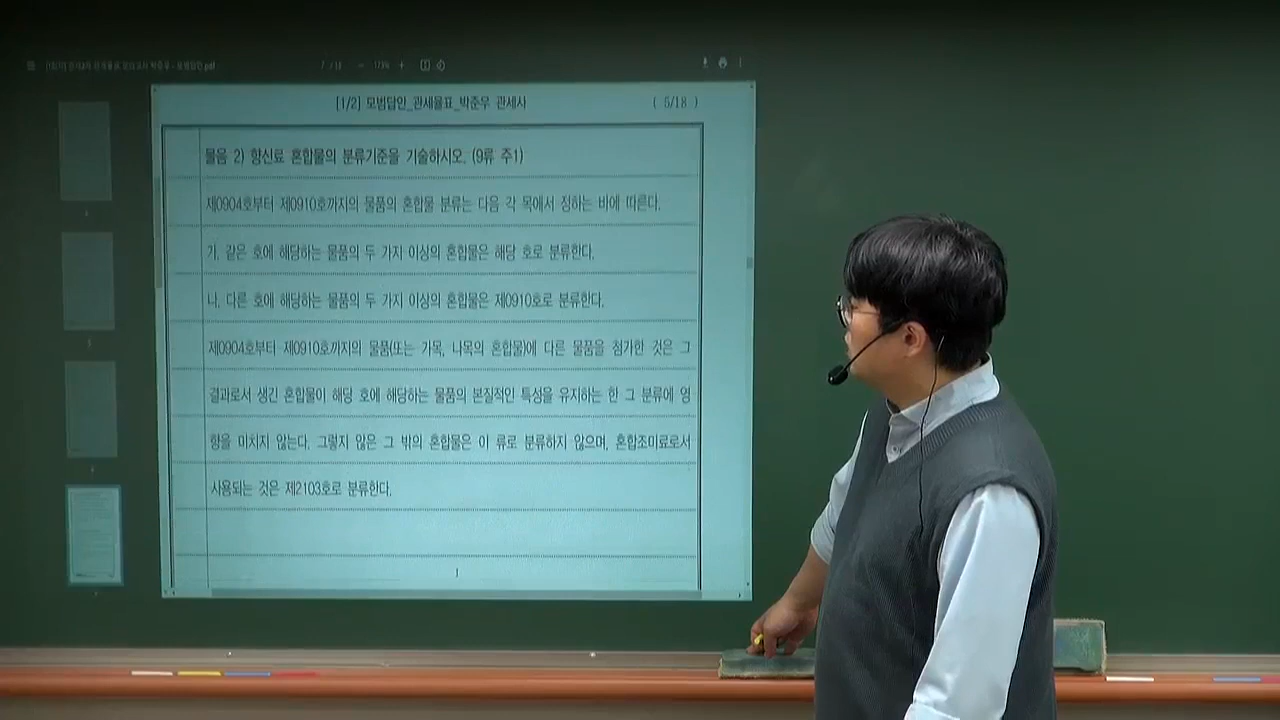 [1/2] 모범답안_관세율표_박준우 관세사
( 5/18 )
물음 2) 향신료 혼합물의 분류기준을 기술하시오. (9류 주1)
제0904호부터 제0910호까지의 물품의 혼합물 분류는 다음 각 목에서 정하는 바에 따른다.
가. 같은 호에 해당하는 물품의 두 가지 이상의 혼합물은 해당 호로 분류한다.
나. 다른 호에 해당하는 물품의 두 가지 이상의 혼합물은 제0910호로 분류한다.
제0904호부터 제0910호까지의 물품(또는 가목, 나목의 혼합물)에 다른 물품을 첨가한 것은 그
결과로서 생긴 혼합물이 해당 호에 해당하는 물품의 본질적인 특성을 유지하는 한 그 분류에 영
향을 미치지 않는다. 그렇지 않은 그 밖의 혼합물은 이 류로 분류하지 않으며, 혼합조미료로서
사용되는 것은 제2103호로 분류한다.